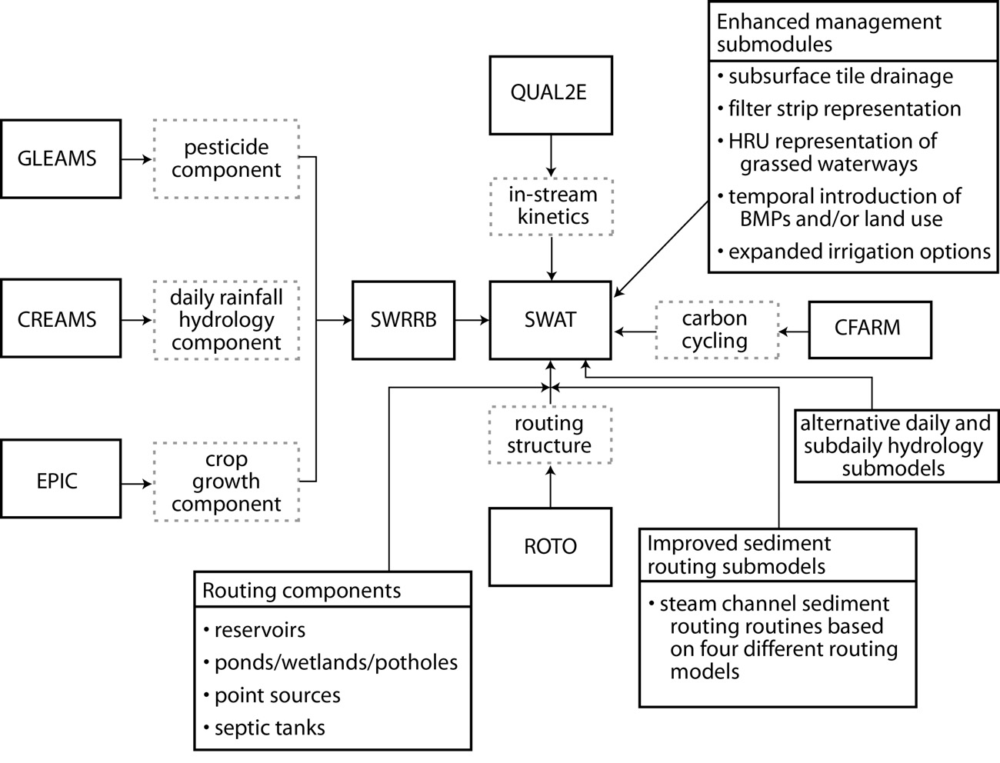 Enhanced management
submodules
• subsurface tile drainage
• filter strip representation
• HRU representation of
grassed waterways
• temporal introduction of
BMPs and/or land use
• expanded irrigation options
QUAL2E
in-stream
kinetics
GLEAMS
pesticide
component
CREAMS
daily rainfall
hydrology
component
SWRRB
SWAT
carbon
cycling
CFARM
EPIC
crop
growth
component
routing
structure
alternative daily and
subdaily hydrology
submodels
ROTO
Improved sediment
routing submodels
• steam channel sediment
routing routines based
on four different routing
models
Routing components
• reservoirs
• ponds/wetlands/potholes
• point sources
• septic tanks